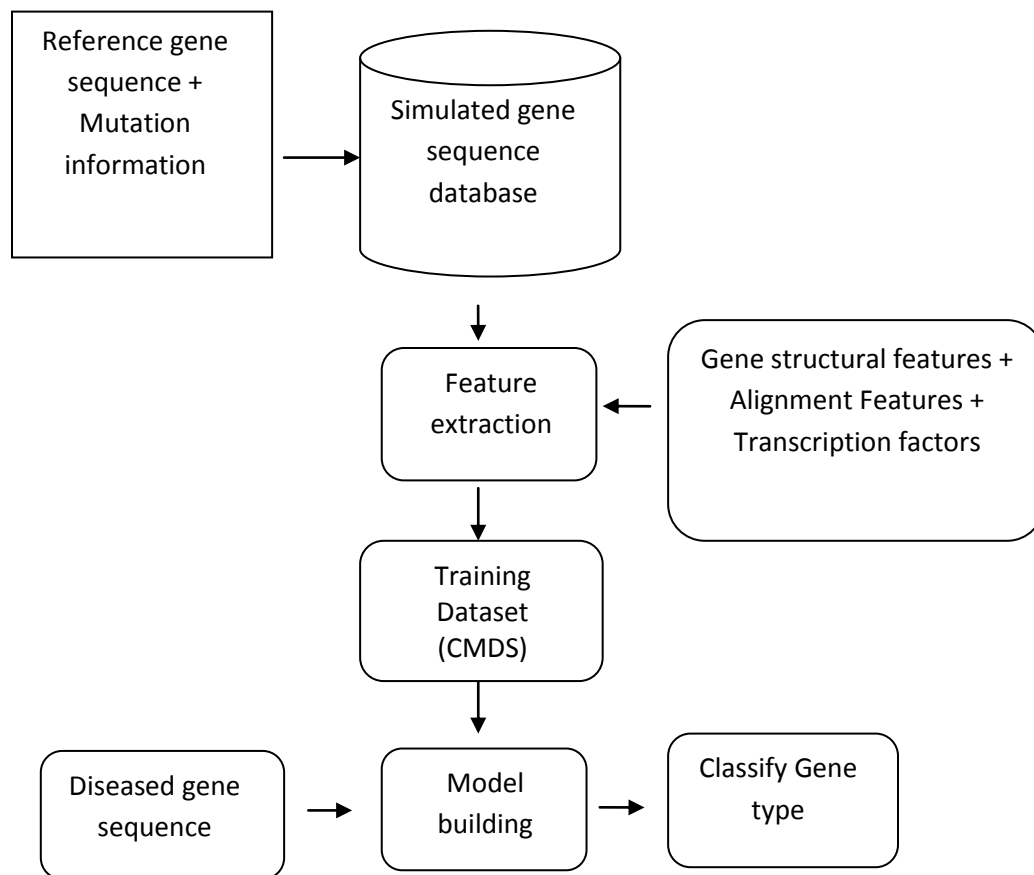 Reference gene
sequence +
Mutation
information
Simulated gene
sequence
database
Feature
extraction
Gene structural features +
Alignment Features +
Transcription factors
Training
Dataset
(CMDS)
Diseased gene
sequence
Model
building
Classify Gene
type